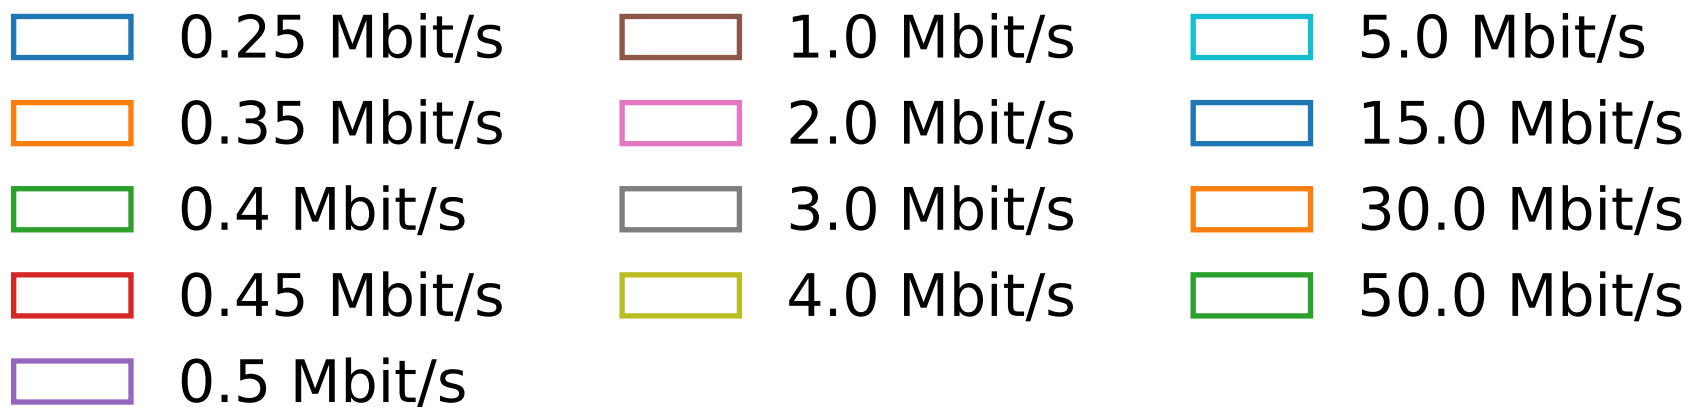 0.25 Mbit/s
0.35 Mbit/s
0.4 Mbit/s
0.45 Mbit/s
0.5 Mbit/s
1.0 Mbit/s
2.0 Mbit/s
3.0 Mbit/s
4.0 Mbit/s
5.0 Mbit/s
15.0 Mbit/s
30.0 Mbit/s
50.0 Mbit/s